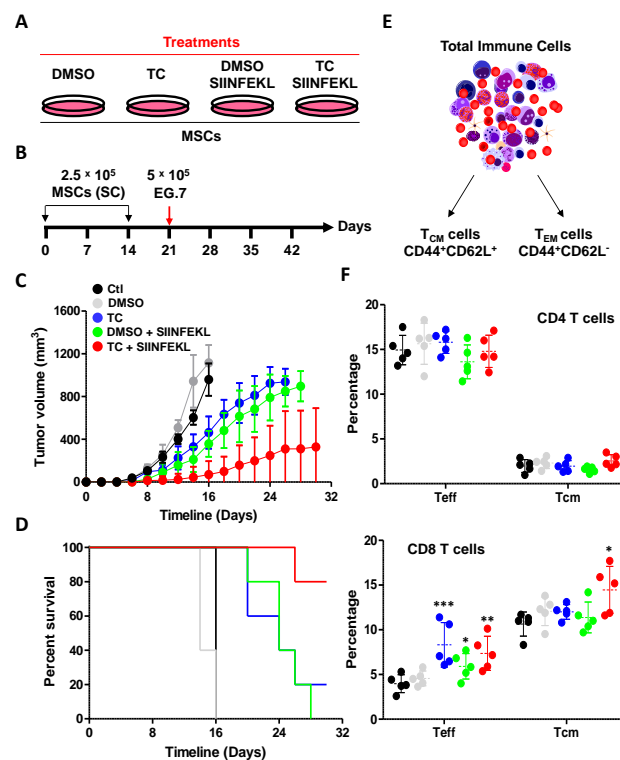 A
Treatments
DMSO
TC
DMSO
SIINFEKL
TC
SIINFEKL
MSCs
B
2.5 × 10⁵
MSCs (SC)
5 × 10⁵
EG.7
Days
0 7 14 21 28 35 42
C
Ctl
DMSO
TC
DMSO + SIINFEKL
TC + SIINFEKL
Tumor volume (mm³)
1200
800
400
0
0 4 8 12 16 20 24 28 32
Timeline (Days)
D
Percent survival
100
80
60
40
20
0
0 8 16 24 32
Timeline (Days)
E
Total Immune Cells
T_CM cells
CD44⁺CD62L⁺
T_EM cells
CD44⁺CD62L⁻
F
CD4 T cells
Percentage
20
15
10
5
0
Teff Tcm
CD8 T cells
Percentage
20
15
10
5
0
***
*
**
*
Teff Tcm